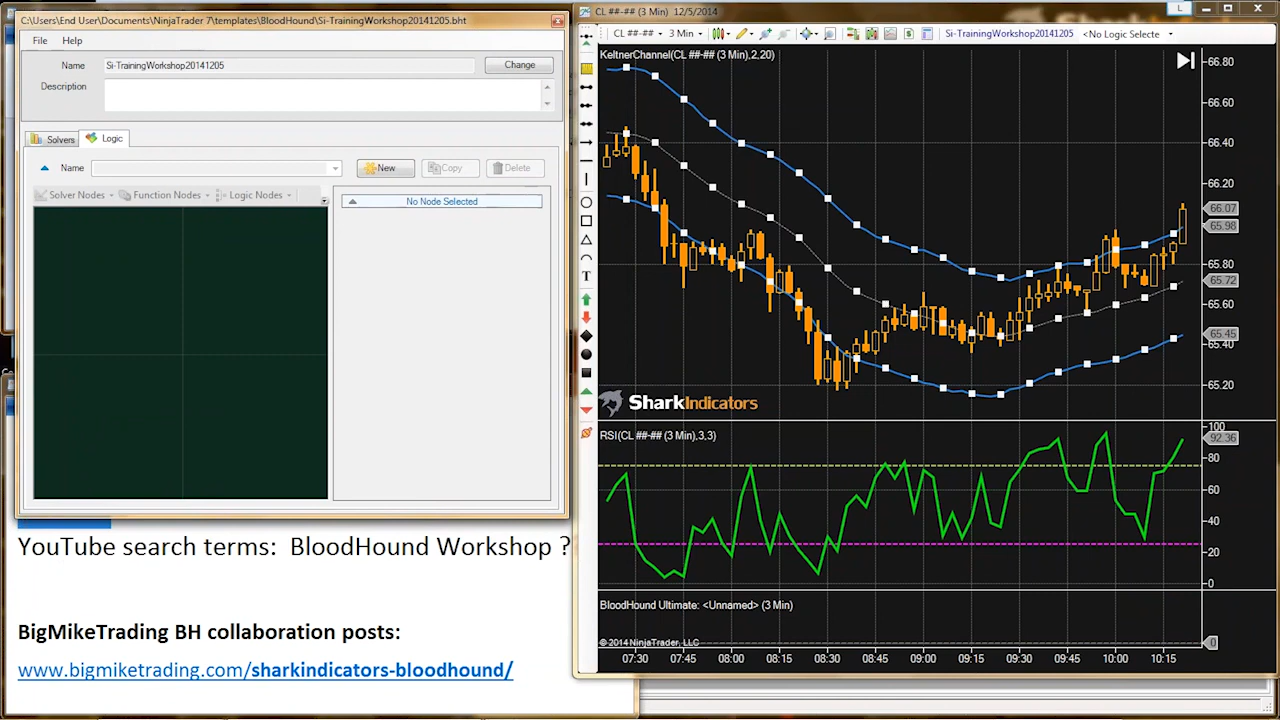 C:\Users\End User\Documents\NinjaTrader 7\templates\BloodHound\Si-TrainingWorkshop20141205.bht
File Help
Name Si-TrainingWorkshop20141205 Change
Description
Solvers Logic
Name New Copy Delete
Solver Nodes Function Nodes Logic Nodes
No Node Selected
YouTube search terms: BloodHound Workshop ?
BigMikeTrading BH collaboration posts:
www.bigmiketrading.com/sharkindicators-bloodhound/
CL ##-## (3 Min) 12/5/2014
L
CL ##-## 3 Min Si-TrainingWorkshop20141205 <No Logic Selecte
KeltnerChannel(CL ##-## (3 Min),2,20)
T
66.80
66.60
66.40
66.20
66.07
65.98
65.80
65.72
65.60
65.45
65.40
65.20
SharkIndicators
RSI(CL ##-## (3 Min),3,3)
100
92.36
80
60
40
20
0
BloodHound Ultimate: <Unnamed> (3 Min)
© 2014 NinjaTrader, LLC
0
07:30 07:45 08:00 08:15 08:30 08:45 09:00 09:15 09:30 09:45 10:00 10:15